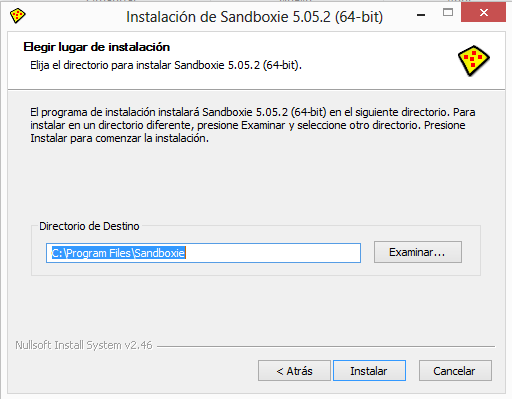 Instalación de Sandboxie 5.05.2 (64-bit)
Elegir lugar de instalación
Elija el directorio para instalar Sandboxie 5.05.2 (64-bit).
El programa de instalación instalará Sandboxie 5.05.2 (64-bit) en el siguiente directorio. Para
instalar en un directorio diferente, presione Examinar y seleccione otro directorio. Presione
Instalar para comenzar la instalación.
Directorio de Destino
C:\Program Files\Sandboxie
Examinar...
Nullsoft Install System v2.46
< Atrás
Instalar
Cancelar